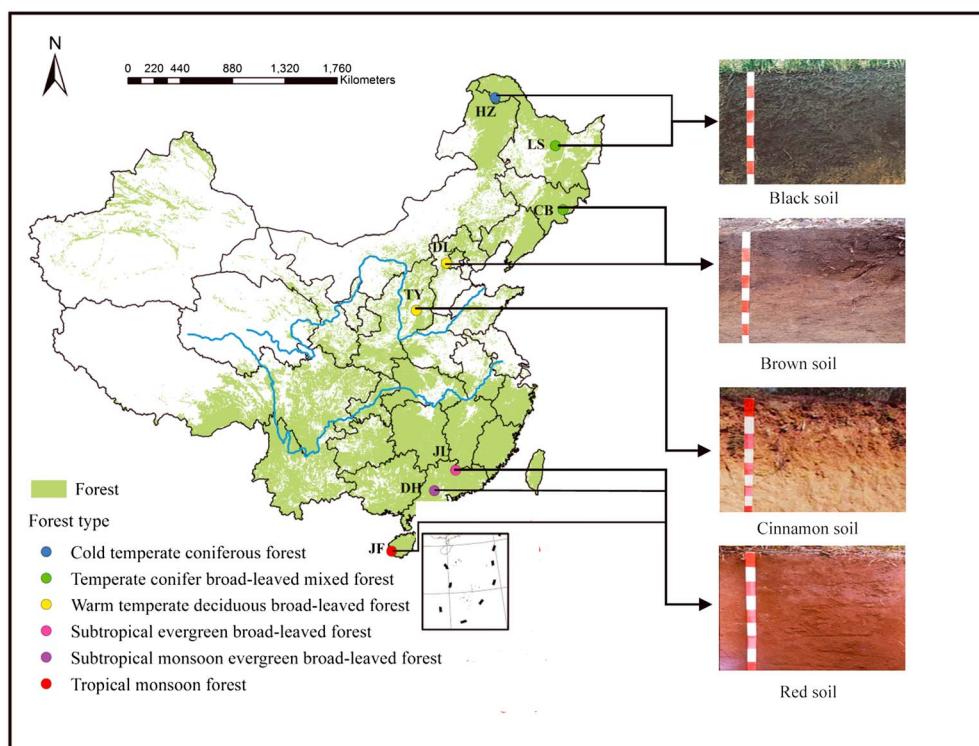 N
0 220 440 880 1,320 1,760
Kilometers
HZ
LS
CB
DL
TY
JL
DH
JF
Black soil
Brown soil
Cinnamon soil
Red soil
Forest
Forest type
Cold temperate coniferous forest
Temperate conifer broad-leaved mixed forest
Warm temperate deciduous broad-leaved forest
Subtropical evergreen broad-leaved forest
Subtropical monsoon evergreen broad-leaved forest
Tropical monsoon forest